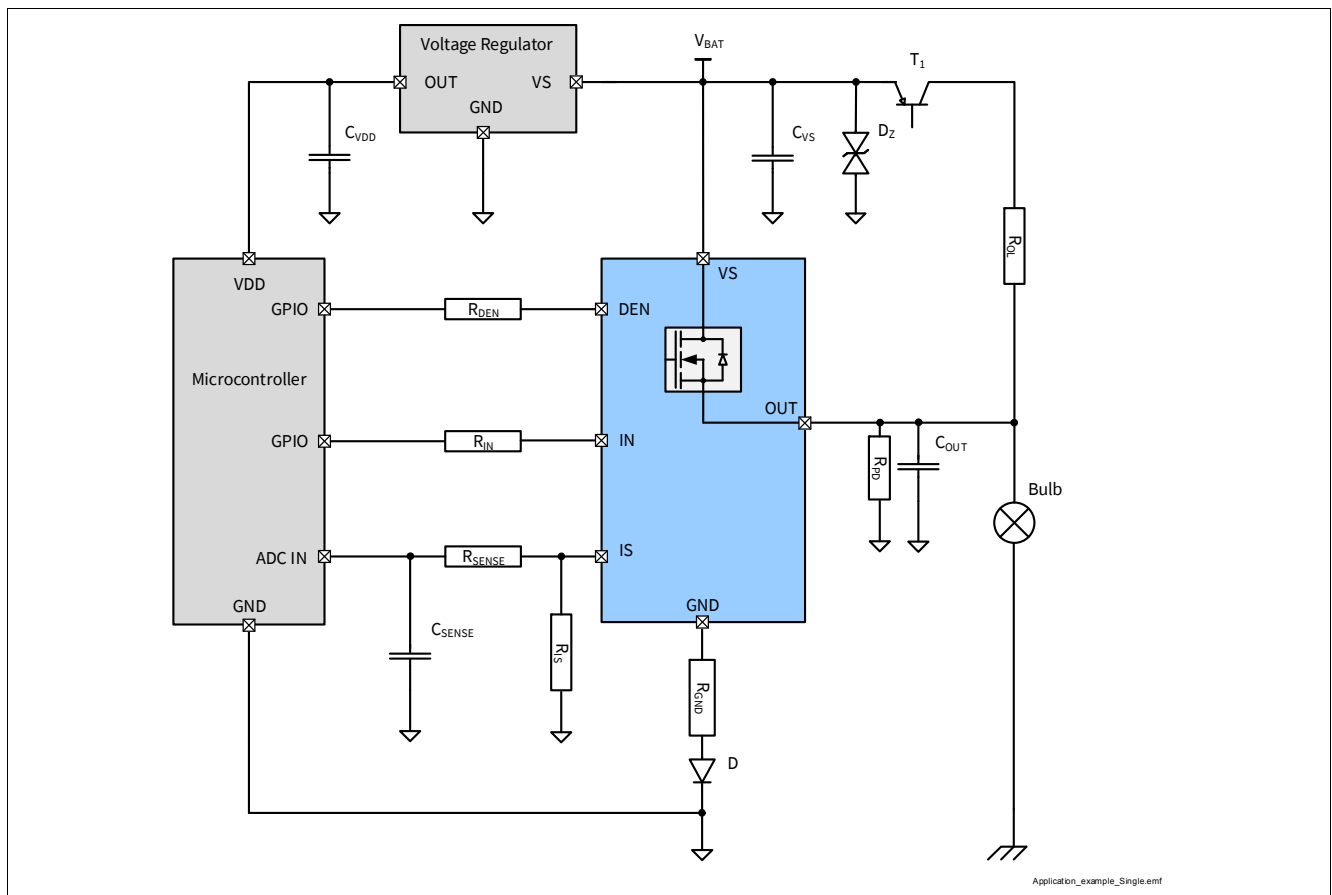 Voltage Regulator
OUT
VS
GND
V_BAT
T_1
C_VDD
C_VS
D_Z
R_OL
VDD
GPIO
R_DEN
DEN
VS
Microcontroller
OUT
GPIO
R_IN
IN
R_PD
C_OUT
Bulb
ADC IN
R_SENSE
IS
GND
GND
C_SENSE
R_IS
R_GND
D
Application_example_Single.emf